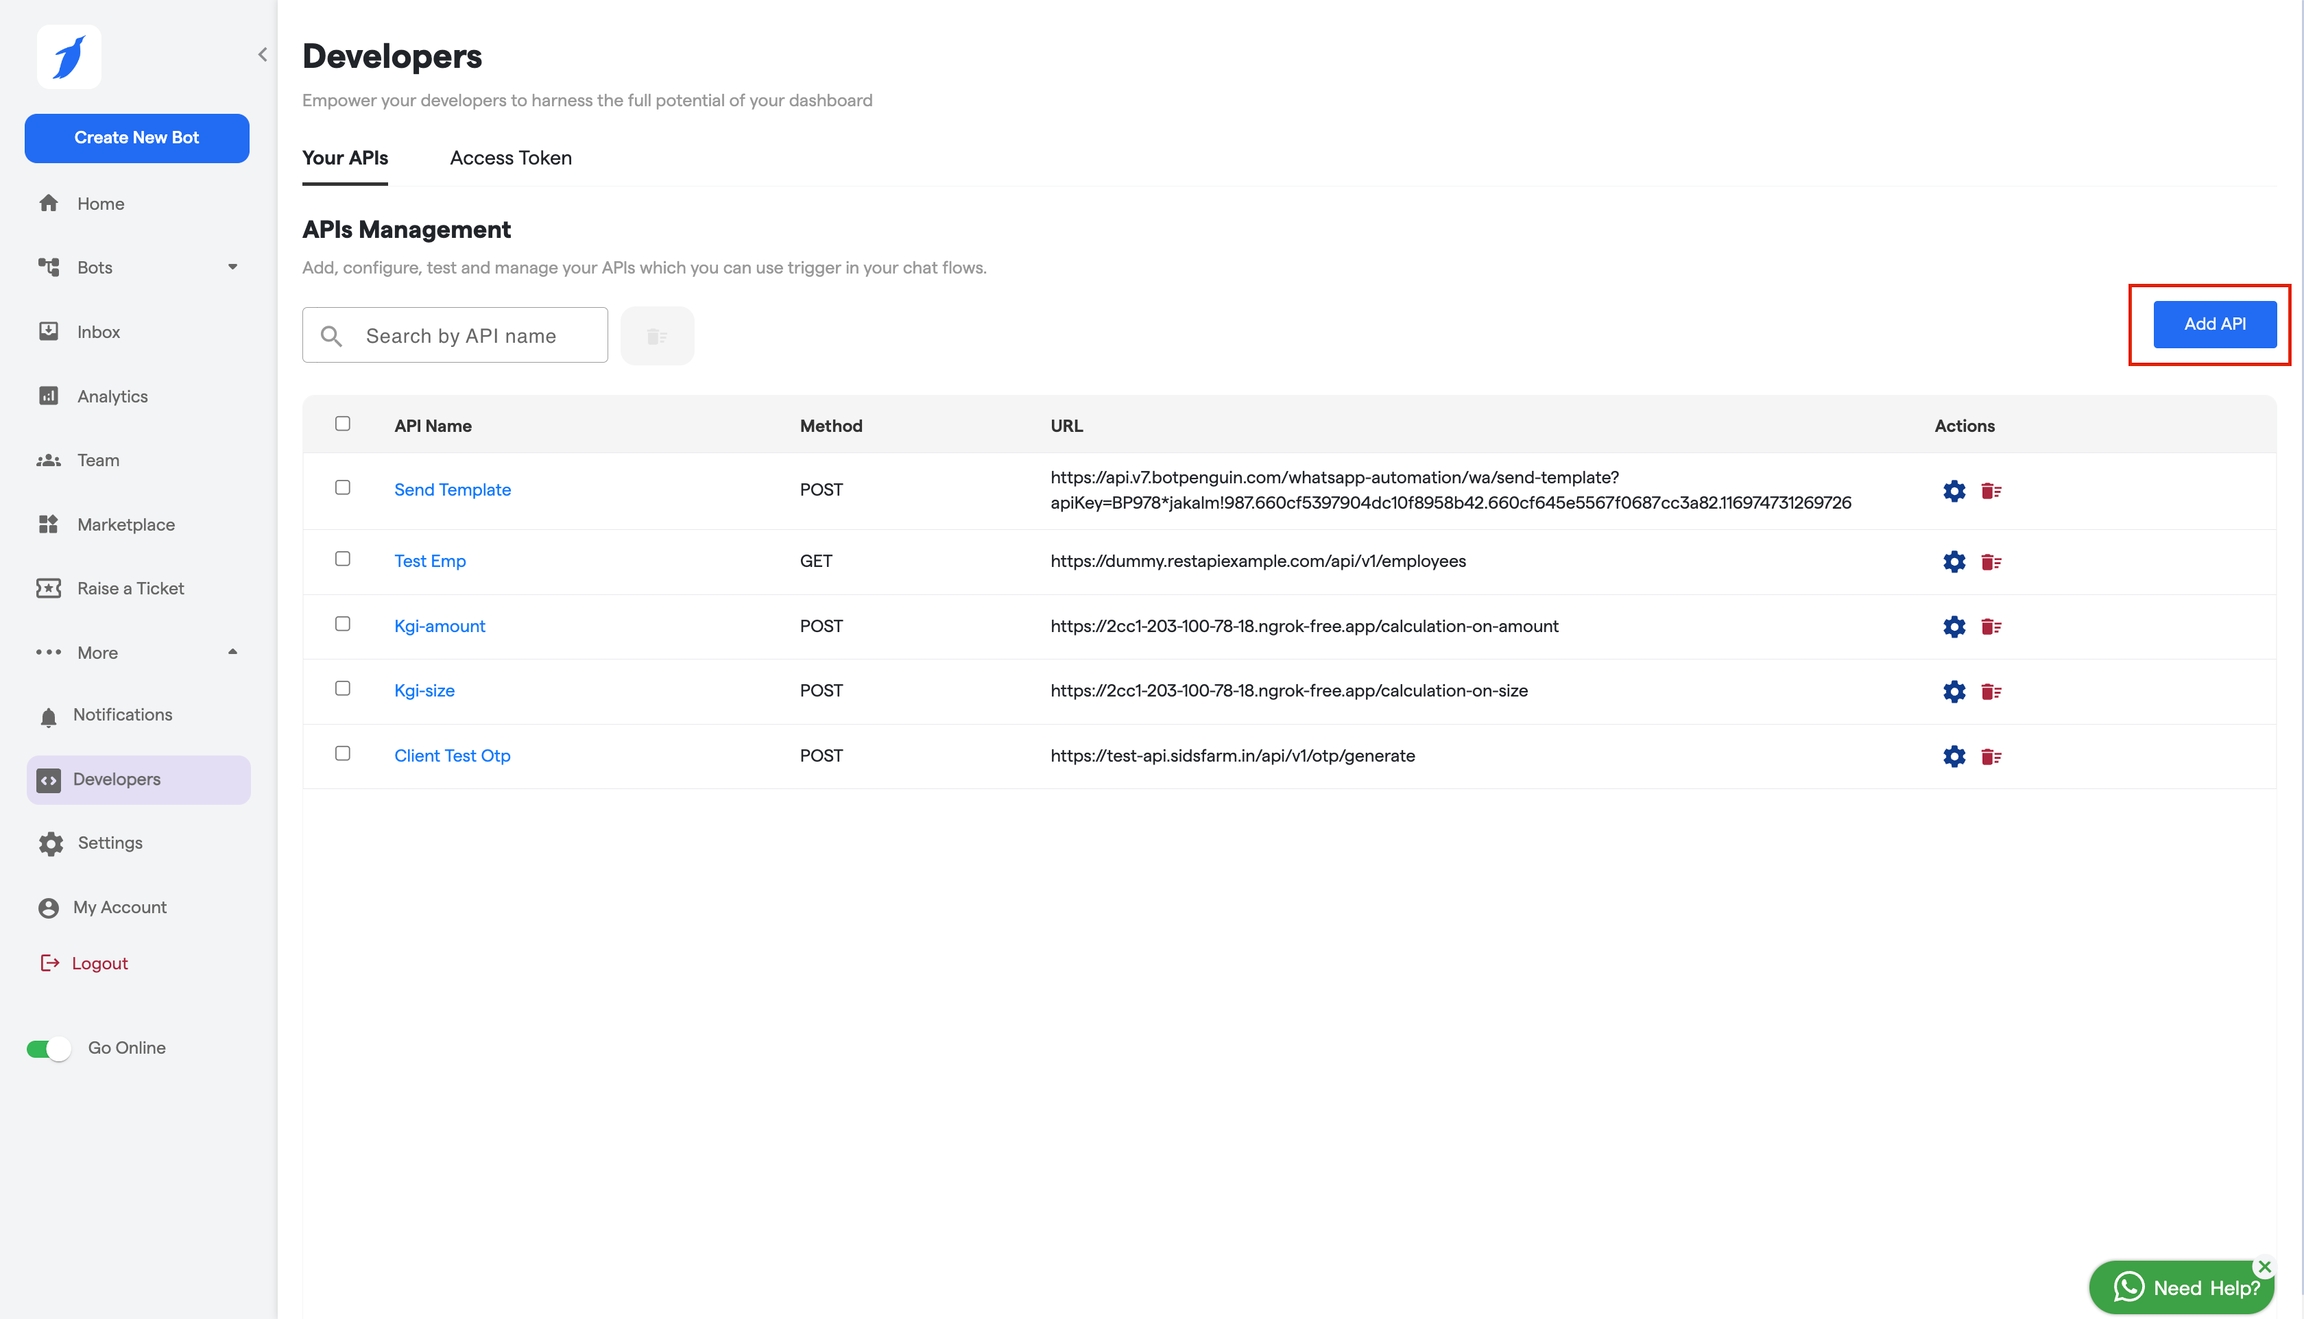 Create New Bot
Home
Bots
Inbox
Analytics
Team
Marketplace
Raise a Ticket
More
Notifications
Developers
Settings
My Account
Logout
Go Online
Developers
Empower your developers to harness the full potential of your dashboard
Your APIs Access Token
APIs Management
Add, configure, test and manage your APIs which you can use trigger in your chat flows.
Search by API name
Add API
API Name Method URL Actions
Send Template POST https://api.v7.botpenguin.com/whatsapp-automation/wa/send-template?
apiKey=BP978*jakalm!987.660cf5397904dc10f8958b42.660cf645e5567f0687cc3a82.116974731269726
Test Emp GET https://dummy.restapiexample.com/api/v1/employees
Kgi-amount POST https://2cc1-203-100-78-18.ngrok-free.app/calculation-on-amount
Kgi-size POST https://2cc1-203-100-78-18.ngrok-free.app/calculation-on-size
Client Test Otp POST https://test-api.sidsfarm.in/api/v1/otp/generate
Need Help?